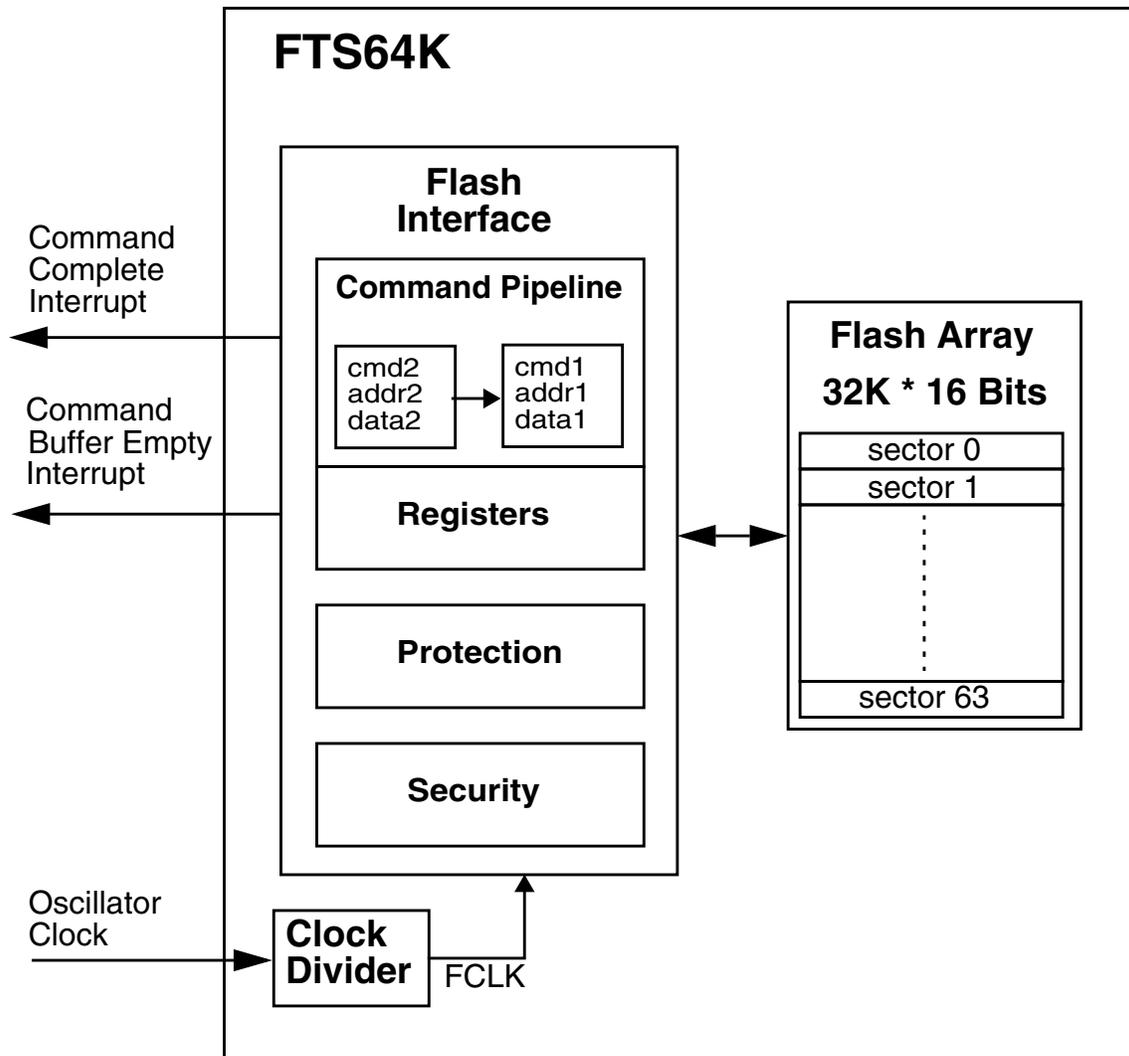 FTS64K
Flash
Interface
Command Pipeline
cmd2
addr2
data2
cmd1
addr1
data1
Registers
Protection
Security
Command
Complete
Interrupt
Command
Buffer Empty
Interrupt
Flash Array
32K * 16 Bits
sector 0
sector 1
sector 63
Oscillator
Clock
Clock
Divider
FCLK